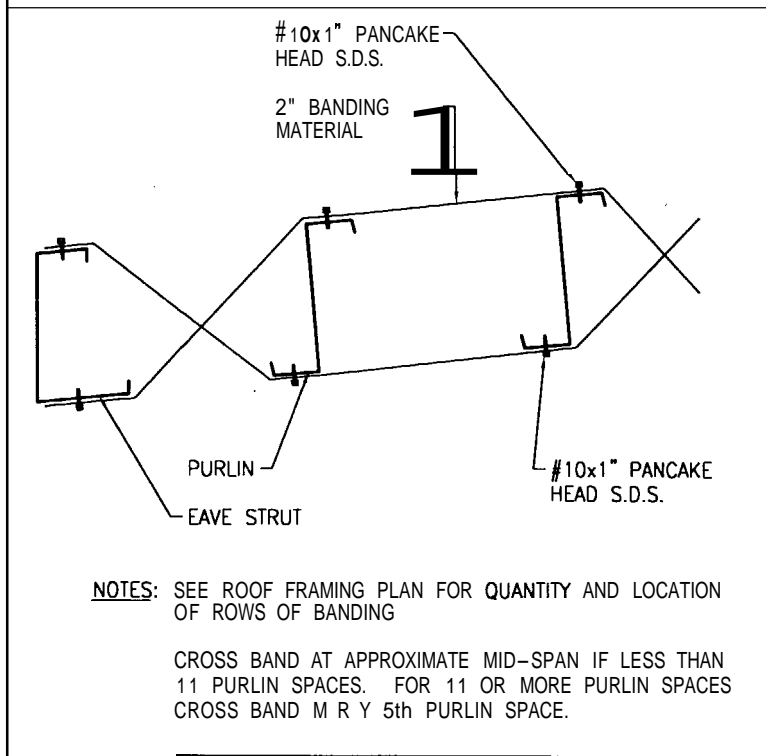 #10x1" PANCAKE
HEAD S.D.S.
2" BANDING
MATERIAL
1
PURLIN
EAVE STRUT
#10x1" PANCAKE
HEAD S.D.S.
NOTES: SEE ROOF FRAMING PLAN FOR QUANTITY AND LOCATION
OF ROWS OF BANDING
CROSS BAND AT APPROXIMATE MID-SPAN IF LESS THAN
11 PURLIN SPACES. FOR 11 OR MORE PURLIN SPACES
CROSS BAND M R Y 5th PURLIN SPACE.